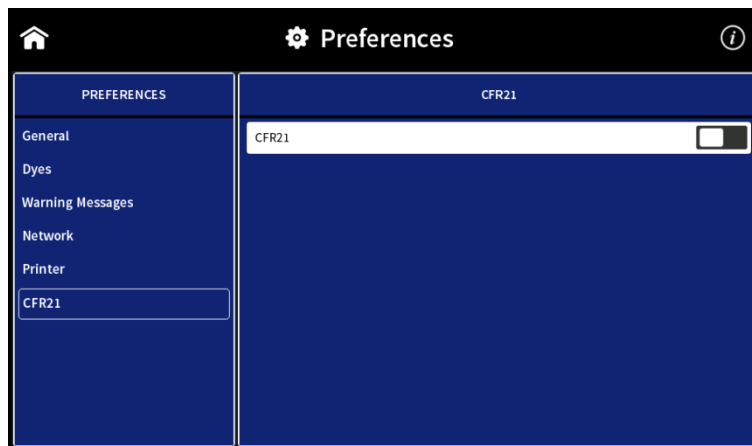 Preferences
PREFERENCES
General
Dyes
Warning Messages
Network
Printer
CFR21
CFR21
CFR21